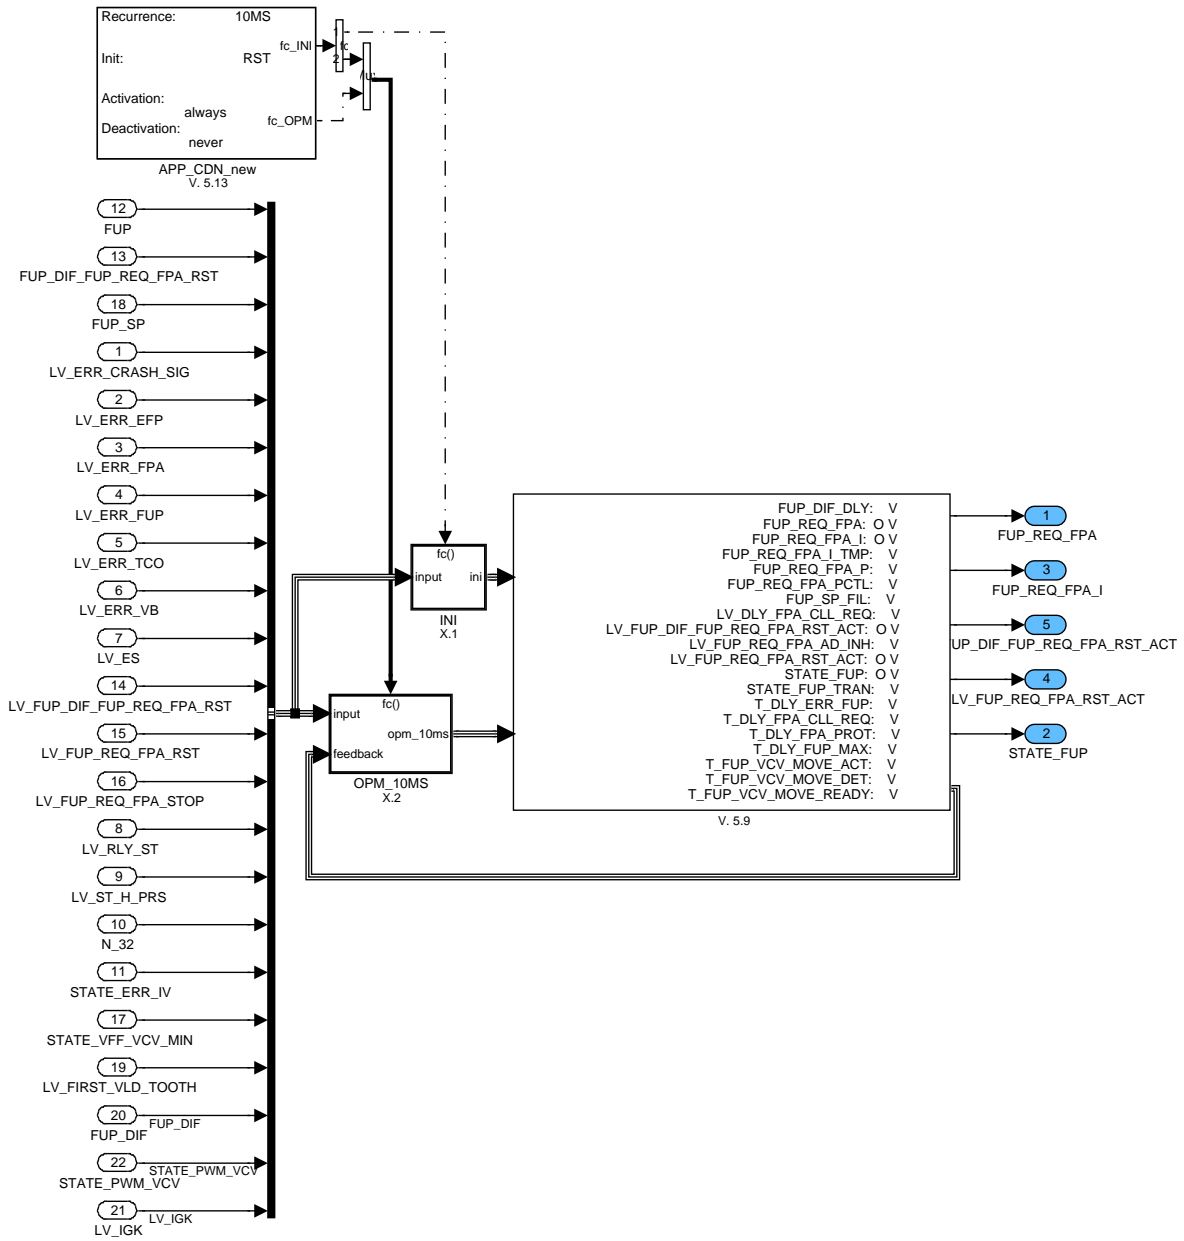 Recurrence: 10MS
Init: RST
Activation:
always
Deactivation:
never
fc_INI
fc_OPM
1
2
APP_CDN_new
V. 5.13
12
FUP
13
FUP_DIF_FUP_REQ_FPA_RST
18
FUP_SP
1
LV_ERR_CRASH_SIG
2
LV_ERR_EFP
3
LV_ERR_FPA
4
LV_ERR_FUP
5
LV_ERR_TCO
6
LV_ERR_VB
7
LV_ES
14
LV_FUP_DIF_FUP_REQ_FPA_RST
15
LV_FUP_REQ_FPA_RST
16
LV_FUP_REQ_FPA_STOP
8
LV_RLY_ST
9
LV_ST_H_PRS
10
N_32
11
STATE_ERR_IV
17
STATE_VFF_VCV_MIN
19
LV_FIRST_VLD_TOOTH
20
FUP_DIF
FUP_DIF
22
STATE_PWM_VCV
STATE_PWM_VCV
21
LV_IGK
LV_IGK
fc()
input
ini
INI
X.1
fc()
input
opm_10ms
feedback
OPM_10MS
X.2
FUP_DIF_DLY: V
FUP_REQ_FPA: O V
FUP_REQ_FPA_I: O V
FUP_REQ_FPA_I_TMP: V
FUP_REQ_FPA_P: V
FUP_REQ_FPA_PCTL: V
FUP_SP_FIL: V
LV_DLY_FPA_CLL_REQ: V
LV_FUP_DIF_FUP_REQ_FPA_RST_ACT: O V
LV_FUP_REQ_FPA_AD_INH: V
LV_FUP_REQ_FPA_RST_ACT: O V
STATE_FUP: O V
STATE_FUP_TRAN: V
T_DLY_ERR_FUP: V
T_DLY_FPA_CLL_REQ: V
T_DLY_FPA_PROT: V
T_DLY_FUP_MAX: V
T_FUP_VCV_MOVE_ACT: V
T_FUP_VCV_MOVE_DET: V
T_FUP_VCV_MOVE_READY: V
V. 5.9
1
FUP_REQ_FPA
3
FUP_REQ_FPA_I
5
UP_DIF_FUP_REQ_FPA_RST_ACT
4
LV_FUP_REQ_FPA_RST_ACT
2
STATE_FUP